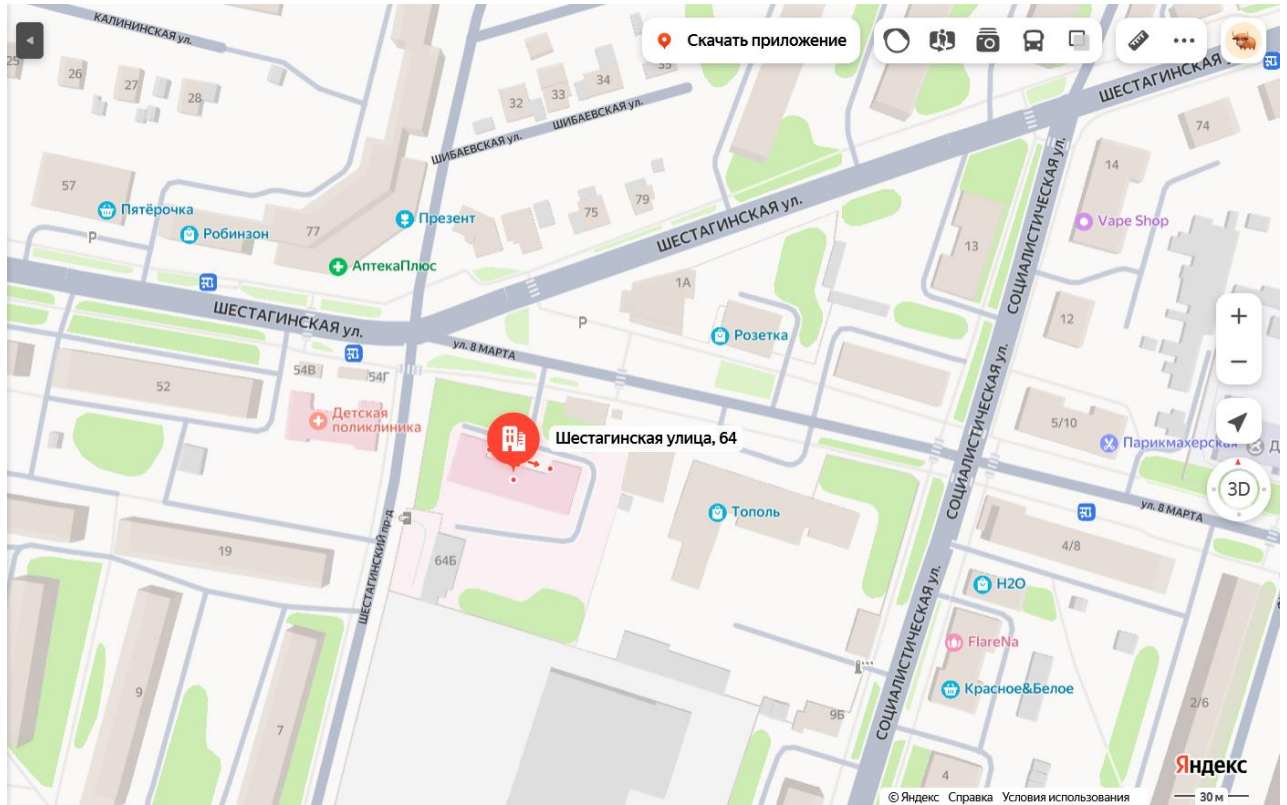 КАЛИНИНСКАЯ ул.
Скачать приложение
25
26
27
28
32
33
34
35
ШИБАЕВСКАЯ ул.
ШИБАЕВСКАЯ ул.
ШЕСТАГИНСКАЯ
74
14
57
Пятёрочка
Робинзон
77
Презент
75
79
ШЕСТАГИНСКАЯ ул.
13
СОЦИАЛИСТИЧЕСКАЯ ул.
Vape Shop
P
АптекаПлюс
1А
12
ШЕСТАГИНСКАЯ ул.
P
Розетка
ул. 8 МАРТА
54В
54Г
52
Детская
поликлиника
Шестагинская улица, 64
СОЦИАЛИСТИЧЕСКАЯ ул.
5/10
Парикмахерская
Д
3D
Тополь
ул. 8 МАРТА
19
ШЕСТАГИНСКИЙ пр-д
64Б
4/8
H2O
СОЦИАЛИСТИЧЕСКАЯ ул.
FlareNa
Красное&Белое
9
7
9Б
2/6
4
Яндекс
© Яндекс Справка Условия использования
30 м